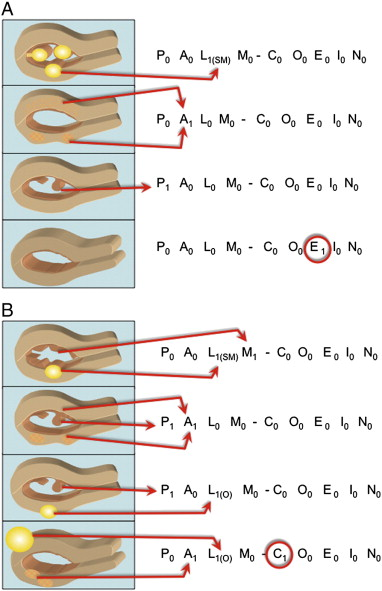 A
P₀ A₀ L₁(SM) M₀ - C₀ O₀ E₀ I₀ N₀
P₀ A₁ L₀ M₀ - C₀ O₀ E₀ I₀ N₀
P₁ A₀ L₀ M₀ - C₀ O₀ E₀ I₀ N₀
P₀ A₀ L₀ M₀ - C₀ O₀ E₁ I₀ N₀
B
P₀ A₀ L₁(SM) M₁ - C₀ O₀ E₀ I₀ N₀
P₁ A₁ L₀ M₀ - C₀ O₀ E₀ I₀ N₀
P₁ A₀ L₁(O) M₀ - C₀ O₀ E₀ I₀ N₀
P₀ A₁ L₁(O) M₀ - C₁ O₀ E₀ I₀ N₀